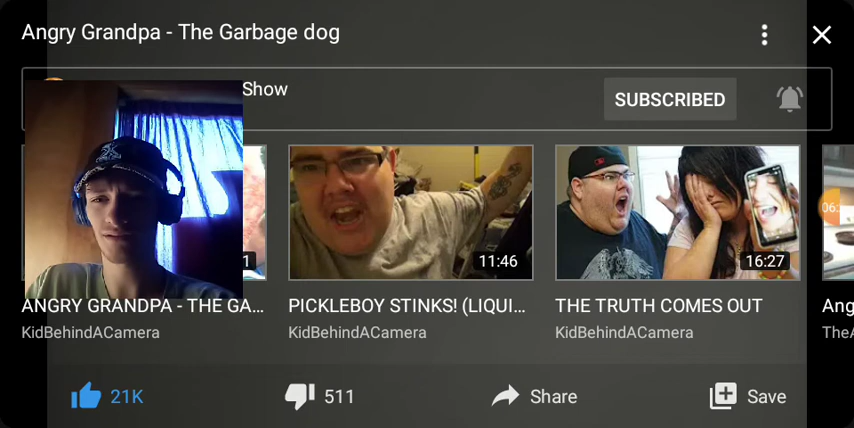 Angry Grandpa - The Garbage dog
Show
SUBSCRIBED
1
11:46
16:27
06:
ANGRY GRANDPA - THE GA...
PICKLEBOY STINKS! (LIQUI...
THE TRUTH COMES OUT
Ang
KidBehindACamera
KidBehindACamera
KidBehindACamera
TheA
21K
511
Share
Save